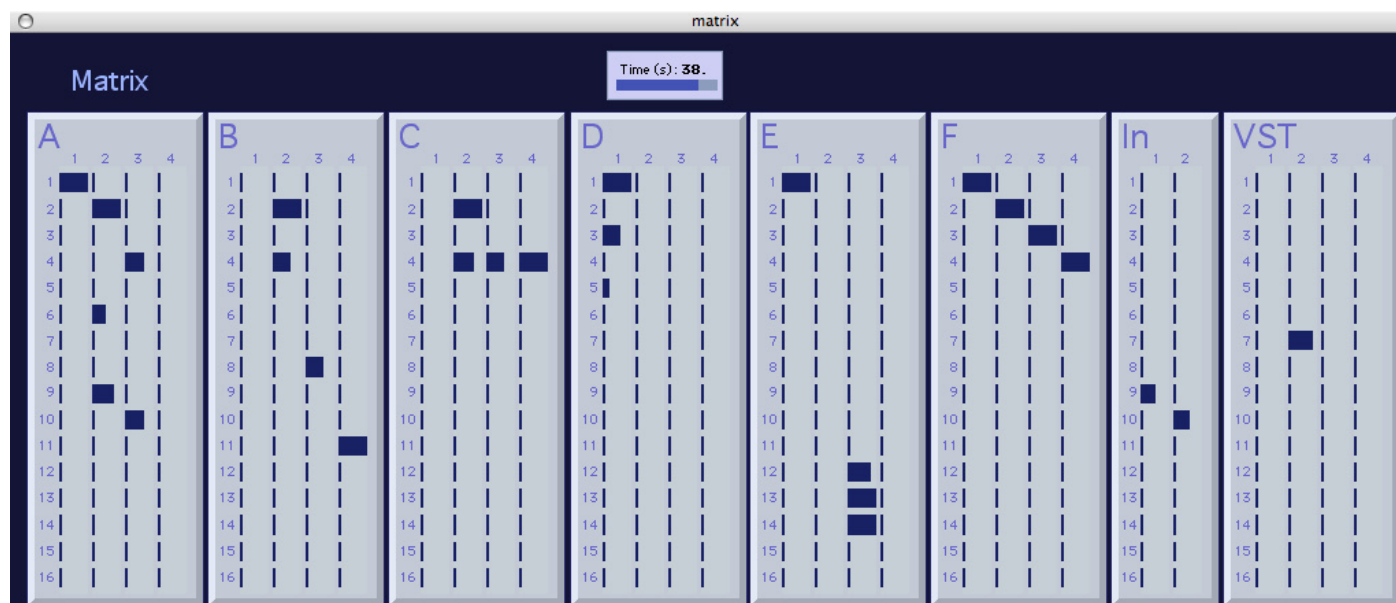 matrix
Time (s): 38.
Matrix
A B C D E F In VST
1 2 3 4 1 2 3 4 1 2 3 4 1 2 3 4 1 2 3 4 1 2 3 4 1 2 1 2 3 4
1 1 1 1 1 1 1 1
2 2 2 2 2 2 2 2
3 3 3 3 3 3 3 3
4 4 4 4 4 4 4 4
5 5 5 5 5 5 5 5
6 6 6 6 6 6 6 6
7 7 7 7 7 7 7 7
8 8 8 8 8 8 8 8
9 9 9 9 9 9 9 9
10 10 10 10 10 10 10 10
11 11 11 11 11 11 11 11
12 12 12 12 12 12 12 12
13 13 13 13 13 13 13 13
14 14 14 14 14 14 14 14
15 15 15 15 15 15 15 15
16 16 16 16 16 16 16 16